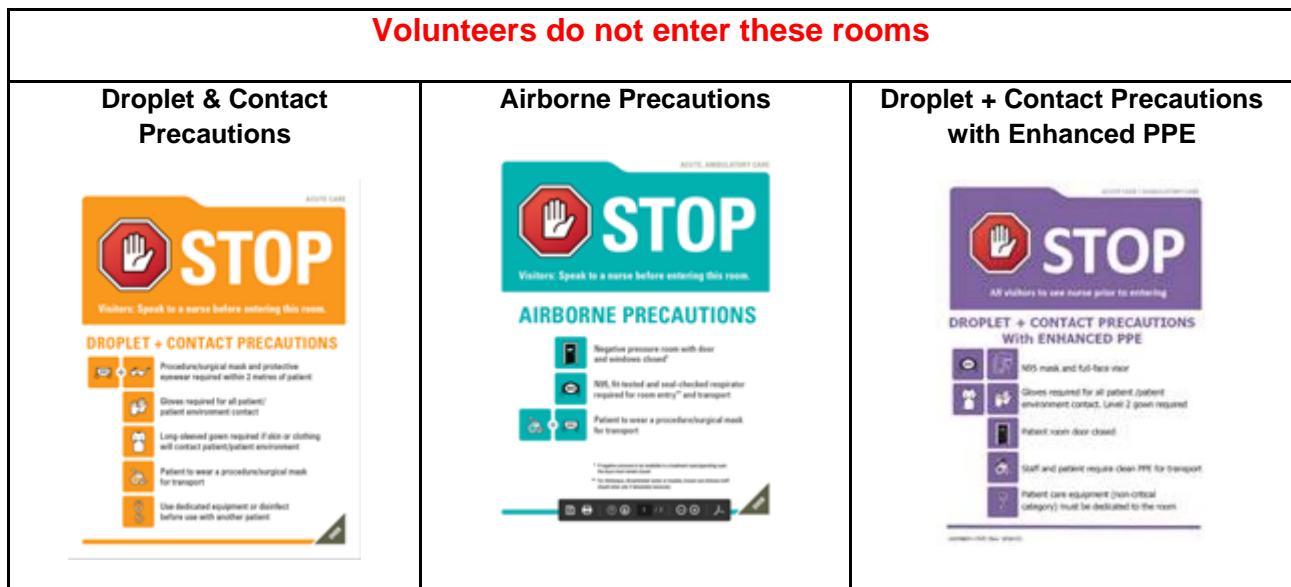 Volunteers do not enter these rooms
Droplet & Contact
Precautions
ACUTE CARE
STOP
Visitors: Speak to a nurse before entering this room.
DROPLET + CONTACT PRECAUTIONS
Procedure/surgical mask and protective
eyewear required within 2 metres of patient
Gloves required for all patient/
patient environment contact
Long-sleeved gown required if skin or clothing
will contact patient/patient environment
Patient to wear a procedure/surgical mask
for transport
Use dedicated equipment or disinfect
before use with another patient
Airborne Precautions
ACUTE, AMBULATORY CARE
STOP
Visitors: Speak to a nurse before entering this room.
AIRBORNE PRECAUTIONS
Negative pressure room with door
and windows closed*
N95, fit-tested and seal-checked respirator
required for room entry** and transport
Patient to wear a procedure/surgical mask
for transport
Droplet + Contact Precautions
with Enhanced PPE
ACUTE CARE / AMBULATORY CARE
STOP
All visitors to see nurse prior to entering
DROPLET + CONTACT PRECAUTIONS
With ENHANCED PPE
N95 mask and full-face visor
Gloves required for all patient /patient
environment contact. Level 2 gown required
Patient room door closed
Staff and patient require clean PPE for transport
Patient care equipment (non-critical
category) must be dedicated to the room